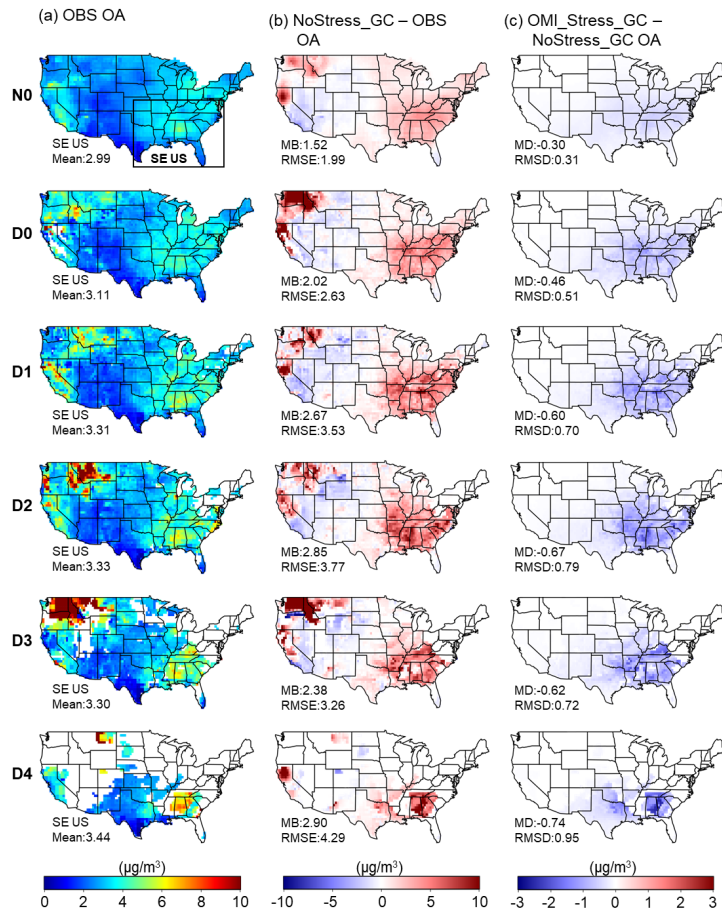 (a) OBS OA
(b) NoStress_GC – OBS
OA
(c) OMI_Stress_GC –
NoStress_GC OA
N0
SE US
Mean:2.99
SE US
MB:1.52
RMSE:1.99
MD:-0.30
RMSD:0.31
D0
SE US
Mean:3.11
MB:2.02
RMSE:2.63
MD:-0.46
RMSD:0.51
D1
SE US
Mean:3.31
MB:2.67
RMSE:3.53
MD:-0.60
RMSD:0.70
D2
SE US
Mean:3.33
MB:2.85
RMSE:3.77
MD:-0.67
RMSD:0.79
D3
SE US
Mean:3.30
MB:2.38
RMSE:3.26
MD:-0.62
RMSD:0.72
D4
SE US
Mean:3.44
MB:2.90
RMSE:4.29
MD:-0.74
RMSD:0.95
(µg/m³)
0 2 4 6 8 10
(µg/m³)
-10 -5 0 5 10
(µg/m³)
-3 -2 -1 0 1 2 3